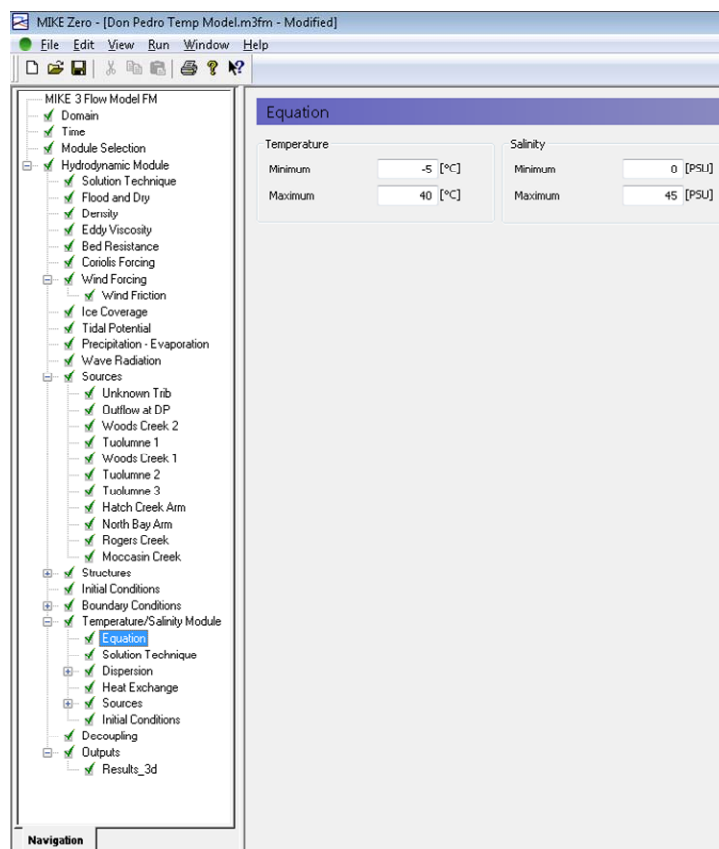 MIKE Zero - [Don Pedro Temp Model.m3fm - Modified]
File Edit View Run Window Help
MIKE 3 Flow Model FM
Domain
Time
Module Selection
Hydrodynamic Module
Solution Technique
Flood and Dry
Density
Eddy Viscosity
Bed Resistance
Coriolis Forcing
Wind Forcing
Wind Friction
Ice Coverage
Tidal Potential
Precipitation - Evaporation
Wave Radiation
Sources
Unknown Trib
Outflow at DP
Woods Creek 2
Tuolumne 1
Woods Creek 1
Tuolumne 2
Tuolumne 3
Hatch Creek Arm
North Bay Arm
Rogers Creek
Moccasin Creek
Structures
Initial Conditions
Boundary Conditions
Temperature/Salinity Module
Equation
Solution Technique
Dispersion
Heat Exchange
Sources
Initial Conditions
Decoupling
Outputs
Results_3d
Navigation
Equation
Temperature
Minimum -5 [°C]
Maximum 40 [°C]
Salinity
Minimum 0 [PSU]
Maximum 45 [PSU]